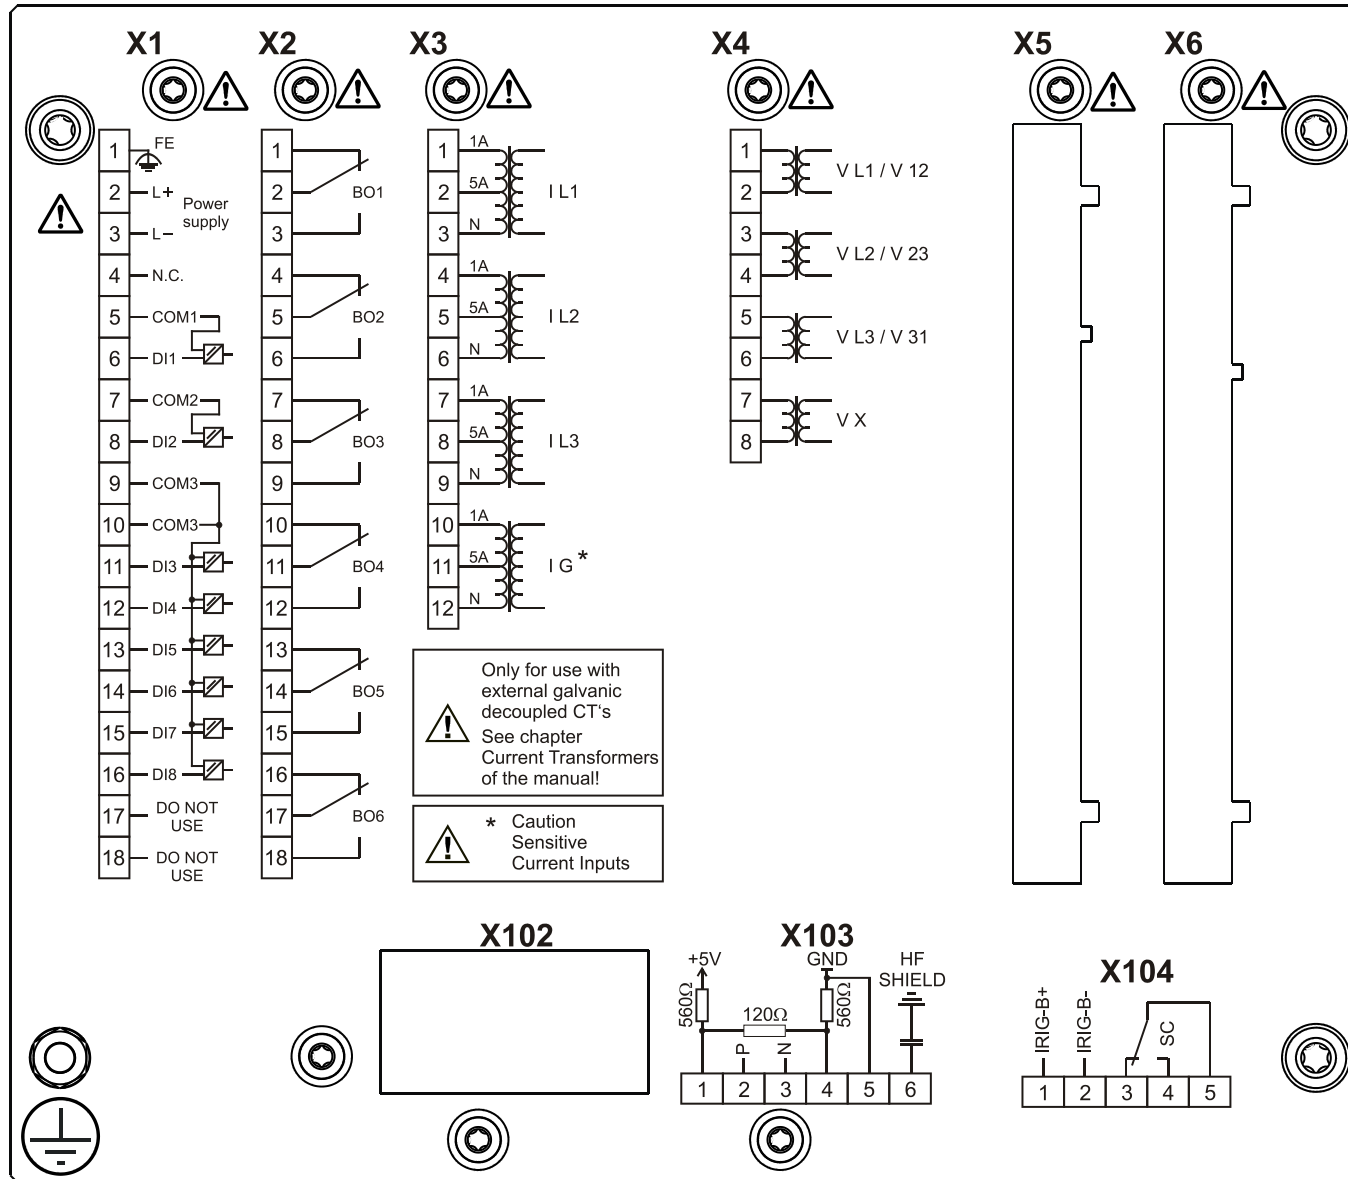 X1
X2
X3
X4
X5
X6
1 FE
2 L+
Power
supply
3 L−
4 N.C.
5 COM1
6 DI1
7 COM2
8 DI2
9 COM3
10 COM3
11 DI3
12 DI4
13 DI5
14 DI6
15 DI7
16 DI8
17 DO NOT
USE
18 DO NOT
USE
1
2 BO1
3
4
5 BO2
6
7
8 BO3
9
10
11 BO4
12
13
14 BO5
15
16
17 BO6
18
1 1A
2 5A I L1
3 N
4 1A
5 5A I L2
6 N
7 1A
8 5A I L3
9 N
10 1A
11 5A I G *
12 N
Only for use with
external galvanic
decoupled CT‘s
See chapter
Current Transformers
of the manual!
* Caution
Sensitive
Current Inputs
1
V L1 / V 12
2
3
V L2 / V 23
4
5
V L3 / V 31
6
7
V X
8
X102
X103
+5V
GND
HF
SHIELD
560Ω
120Ω
560Ω
P
N
1 2 3 4 5 6
X104
IRIG-B+
IRIG-B-
SC
1 2 3 4 5